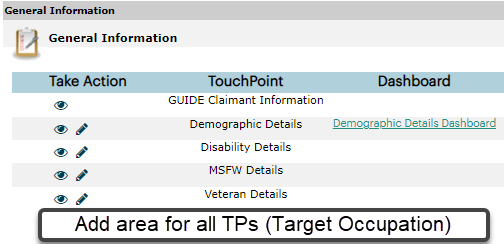 General Information
General Information
Take Action TouchPoint Dashboard
GUIDE Claimant Information
Demographic Details Demographic Details Dashboard
Disability Details
MSFW Details
Veteran Details
Add area for all TPs (Target Occupation)